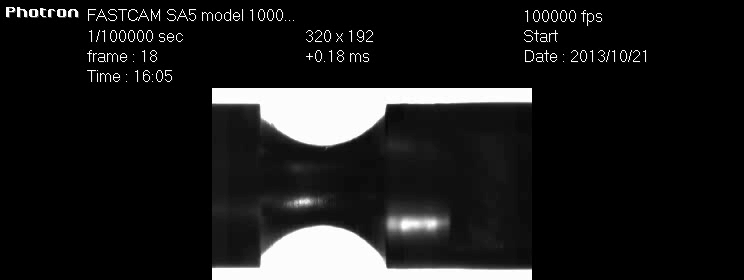 Photron FASTCAM SA5 model 1000... 100000 fps
1/100000 sec 320 x 192 Start
frame : 18 +0.18 ms Date : 2013/10/21
Time : 16:05